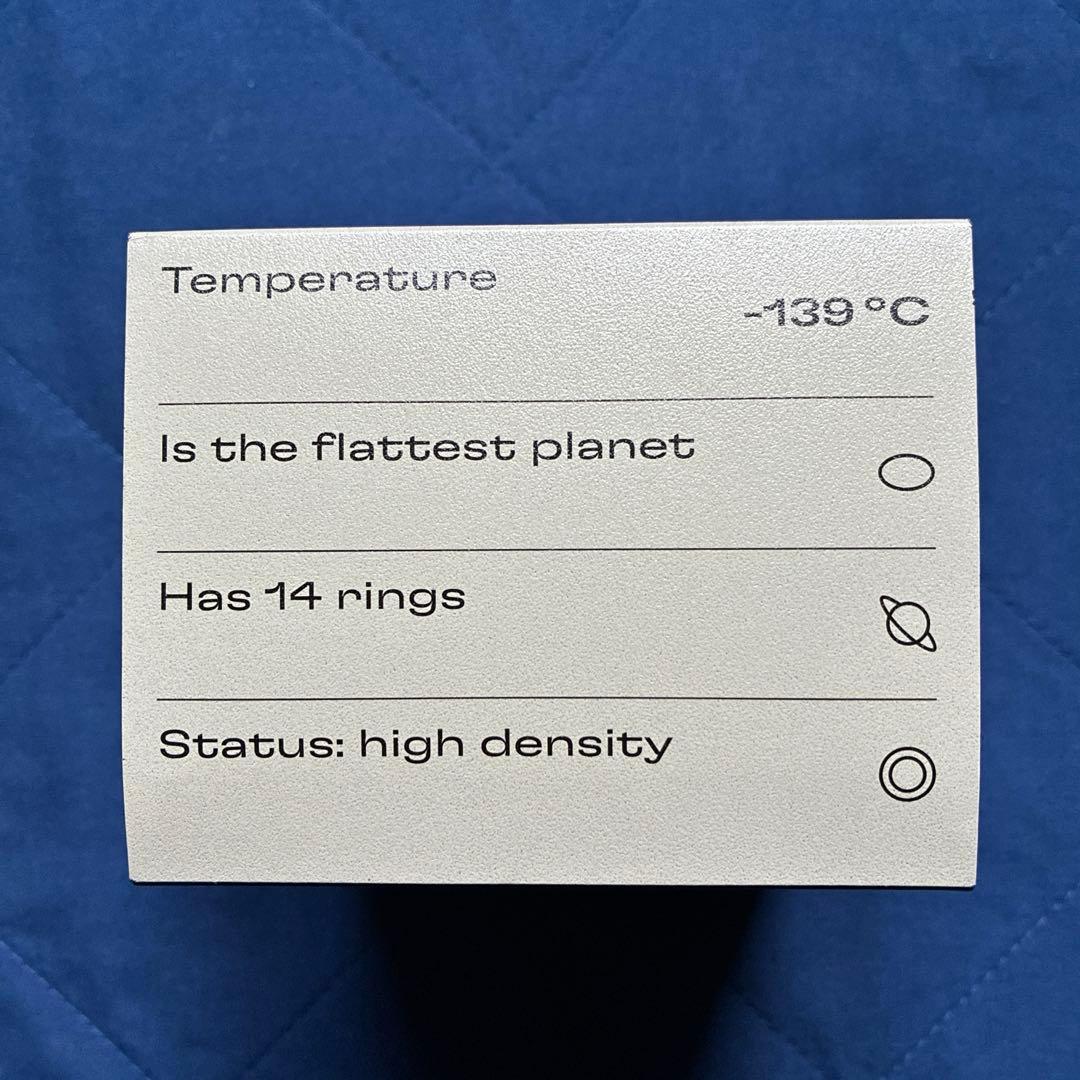 Temperature
-139 °C
Is the flattest planet
Has 14 rings
Status: high density